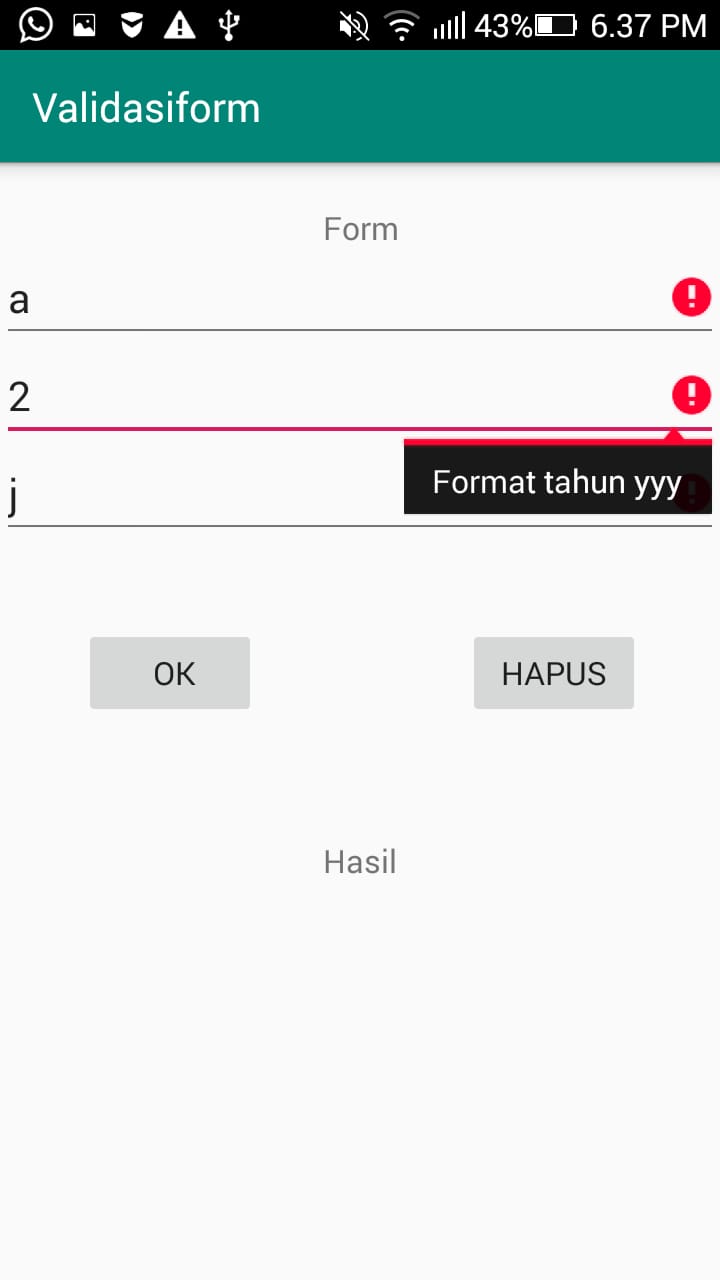 43% 6.37 PM
Validasiform
Form
a
2
Format tahun yyy
j
OK HAPUS
Hasil